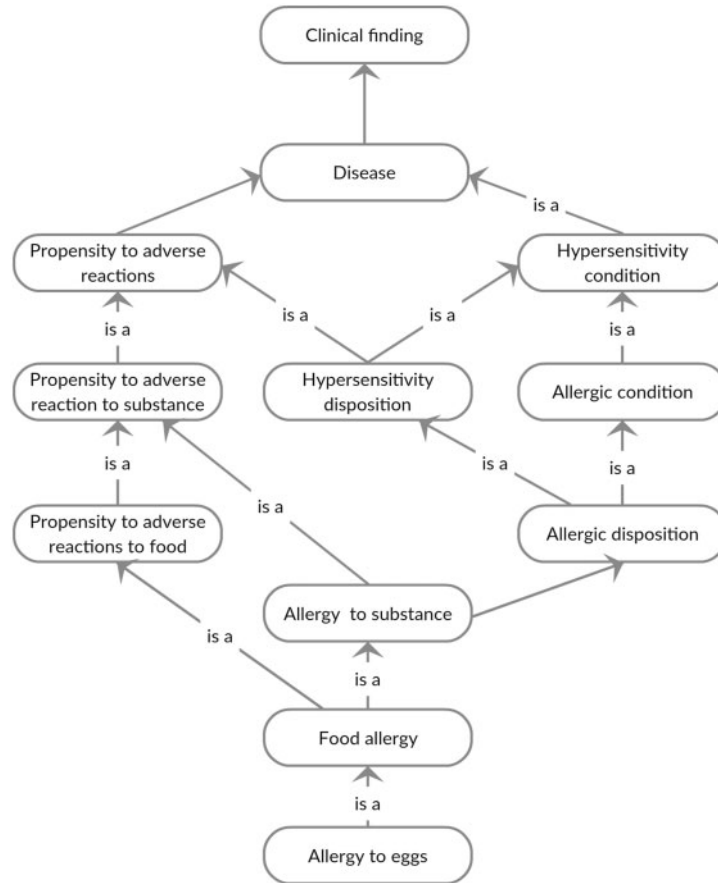 Clinical finding
Disease
is a
Propensity to adverse
reactions
Hypersensitivity
condition
is a
is a
is a
is a
Propensity to adverse
reaction to substance
Hypersensitivity
disposition
Allergic condition
is a
is a
is a
is a
Propensity to adverse
reactions to food
Allergic disposition
Allergy to substance
is a
is a
Food allergy
is a
Allergy to eggs